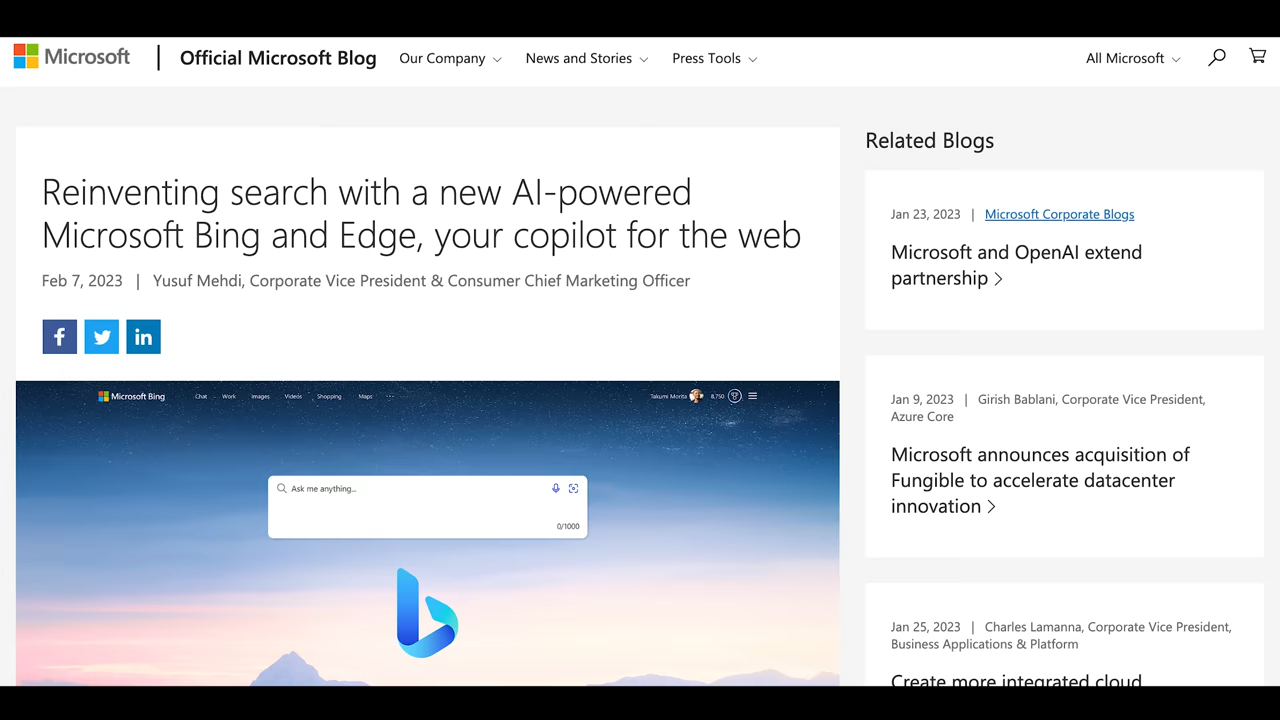 Microsoft
Official Microsoft Blog
Our Company
News and Stories
Press Tools
All Microsoft
Reinventing search with a new AI-powered
Microsoft Bing and Edge, your copilot for the web
Feb 7, 2023 | Yusuf Mehdi, Corporate Vice President & Consumer Chief Marketing Officer
Microsoft Bing
Chat
Work
Images
Videos
Shopping
Maps
Takumi Morita
8,750
Ask me anything...
0/1000
Related Blogs
Jan 23, 2023 | Microsoft Corporate Blogs
Microsoft and OpenAI extend
partnership
Jan 9, 2023 | Girish Bablani, Corporate Vice President,
Azure Core
Microsoft announces acquisition of
Fungible to accelerate datacenter
innovation
Jan 25, 2023 | Charles Lamanna, Corporate Vice President,
Business Applications & Platform
Create more integrated cloud